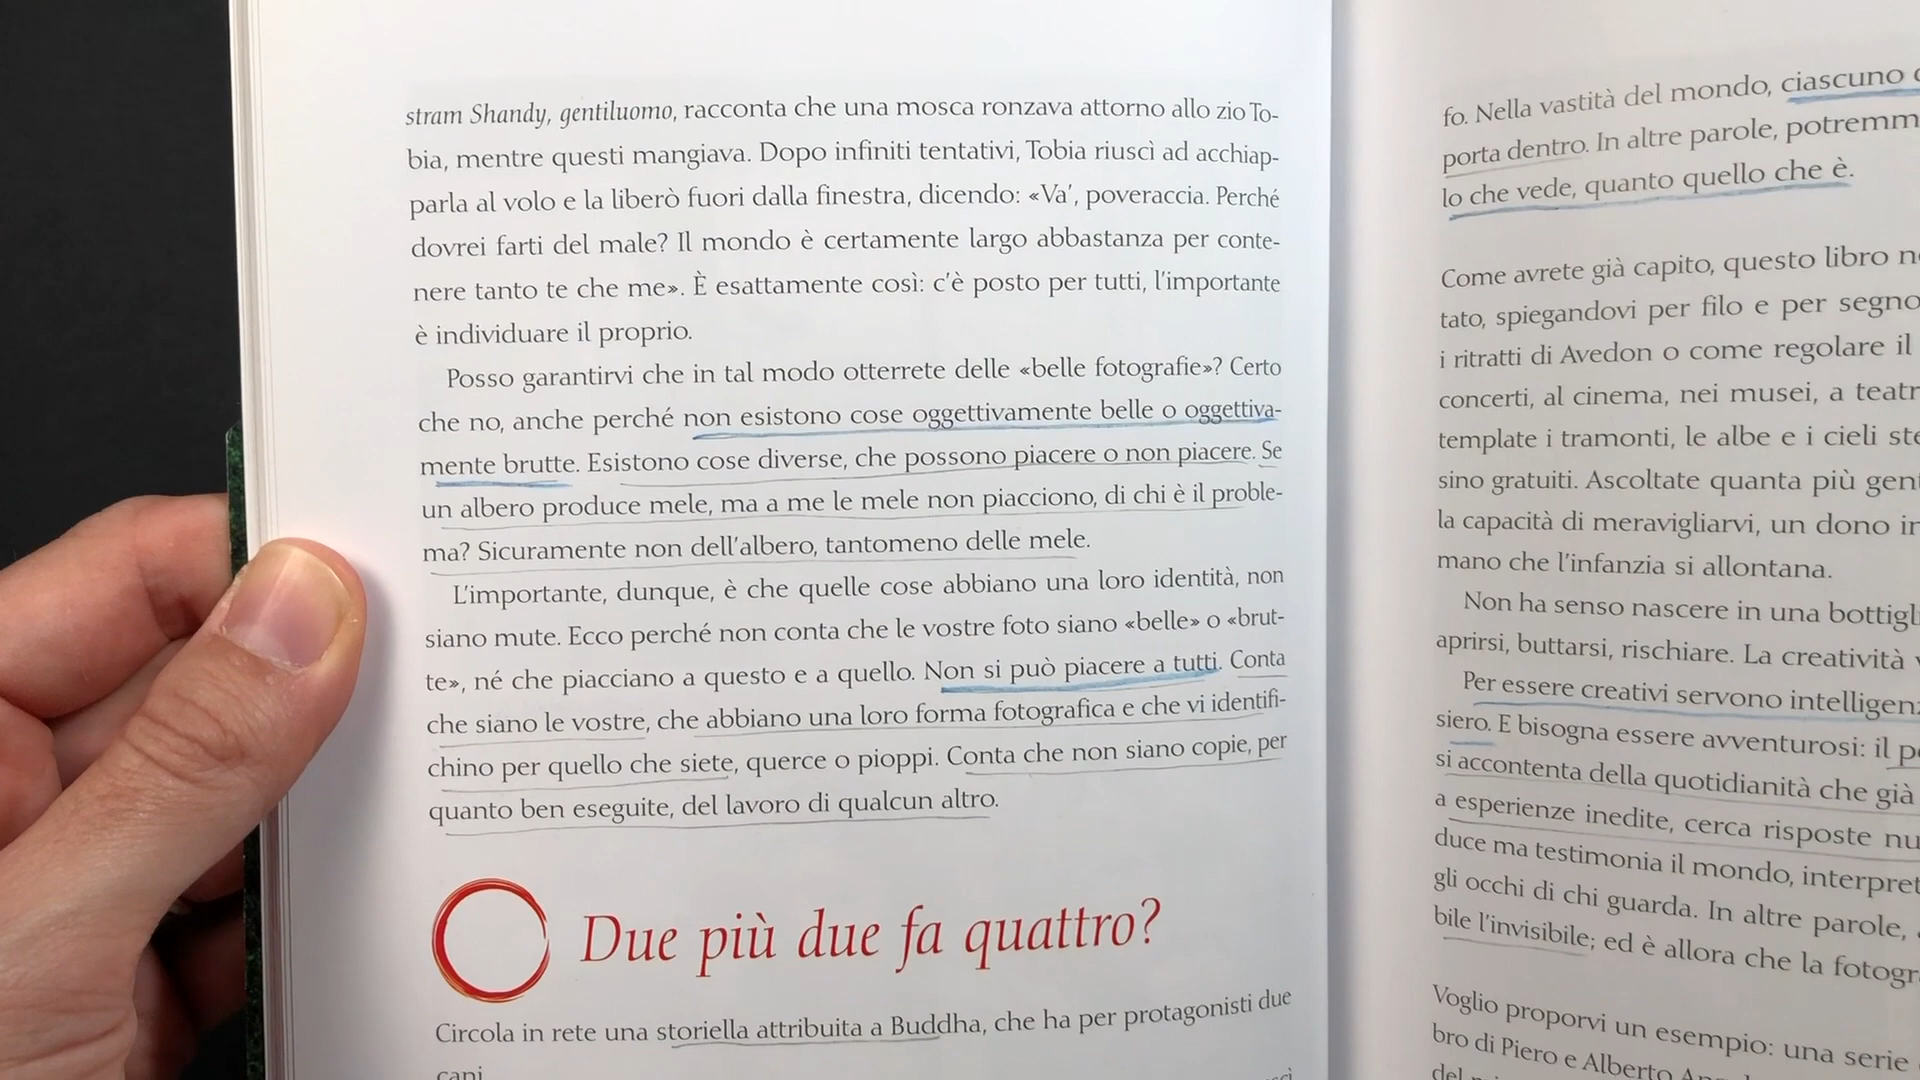 stram Shandy, gentiluomo, racconta che una mosca ronzava attorno allo zio To-
bia, mentre questi mangiava. Dopo infiniti tentativi, Tobia riuscì ad acchiap-
parla al volo e la liberò fuori dalla finestra, dicendo: «Va', poveraccia. Perché
dovrei farti del male? Il mondo è certamente largo abbastanza per conte-
nere tanto te che me». È esattamente così: c'è posto per tutti, l'importante
è individuare il proprio.
Posso garantirvi che in tal modo otterrete delle «belle fotografie»? Certo
che no, anche perché non esistono cose oggettivamente belle o oggettiva-
mente brutte. Esistono cose diverse, che possono piacere o non piacere. Se
un albero produce mele, ma a me le mele non piacciono, di chi è il proble-
ma? Sicuramente non dell'albero, tantomeno delle mele.
L'importante, dunque, è che quelle cose abbiano una loro identità, non
siano mute. Ecco perché non conta che le vostre foto siano «belle» o «brut-
te», né che piacciano a questo e a quello. Non si può piacere a tutti. Conta
che siano le vostre, che abbiano una loro forma fotografica e che vi identifi-
chino per quello che siete, querce o pioppi. Conta che non siano copie, per
quanto ben eseguite, del lavoro di qualcun altro.
Due più due fa quattro?
Circola in rete una storiella attribuita a Buddha, che ha per protagonisti due
cani
fo. Nella vastità del mondo, ciascuno
porta dentro. In altre parole,
lo che vede, quanto quello che è.
Come avrete già capito, questo libro
tato, spiegandovi per filo e per segno
i ritratti di Avedon o come regolare il
concerti, al cinema, nei musei, a
template i tramonti, le albe e i cieli
sino gratuiti. Ascoltate quanta più
la capacità di meravigliarvi, un dono
mano che l'infanzia si allontana.
Non ha senso nascere in una
aprirsi, buttarsi, rischiare. La creatività
Per essere creativi servono
siero. E bisogna essere avventurosi: il
si accontenta della quotidianità che già
a esperienze inedite, cerca risposte
duce ma testimonia il mondo,
gli occhi di chi guarda. In altre parole,
bile l'invisibile; ed è allora che la
Voglio proporvi un esempio: una serie
bro di Piero e Alberto